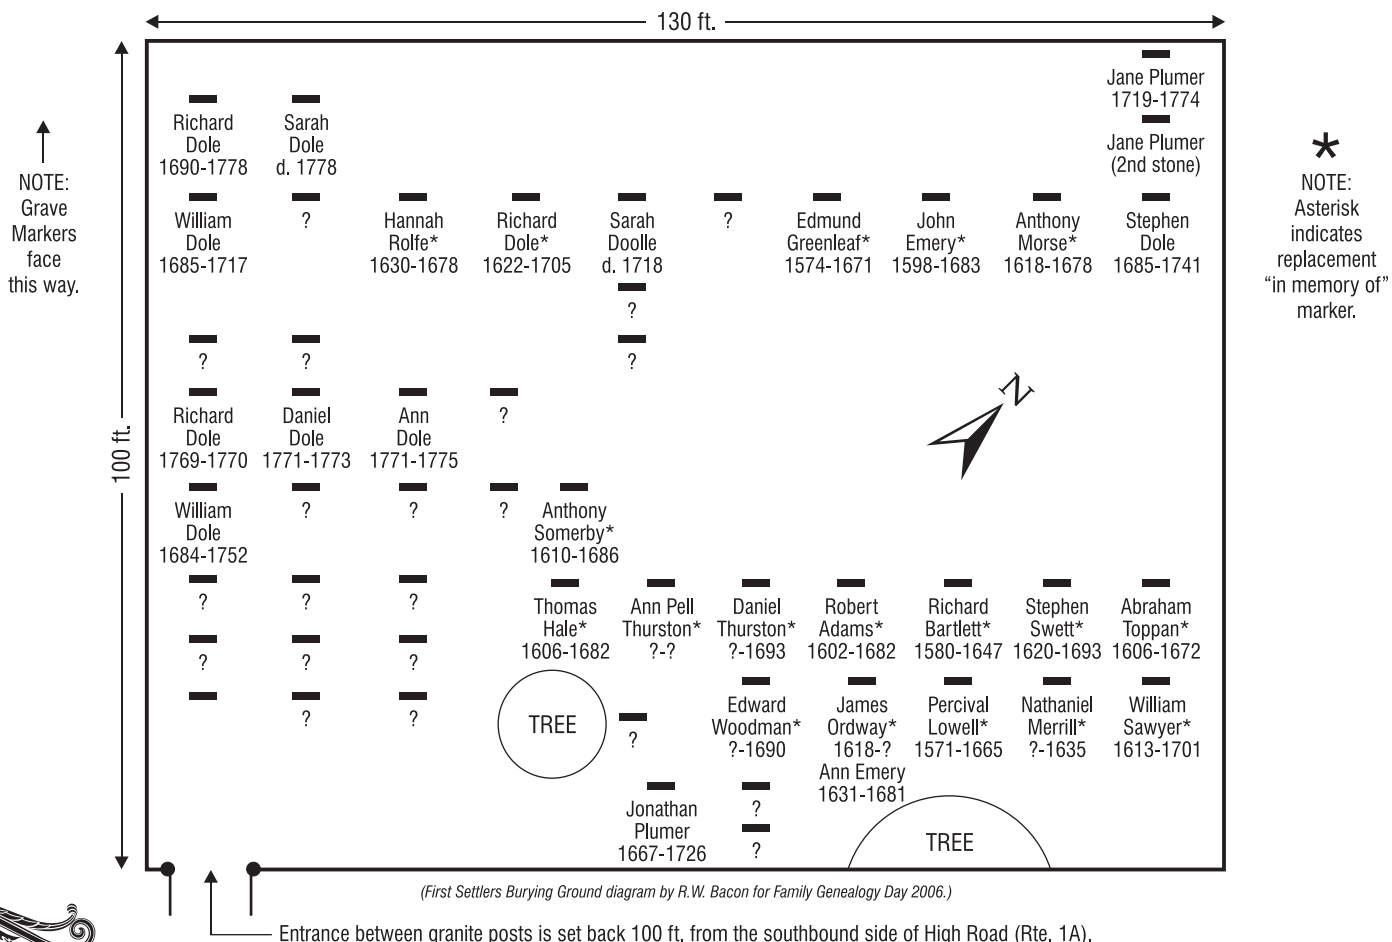 130 ft.
100 ft.
NOTE:
Grave
Markers
face
this way.
*
NOTE:
Asterisk
indicates
replacement
“in memory of”
marker.
Jane Plumer
1719-1774
Jane Plumer
(2nd stone)
Richard
Dole
1690-1778
Sarah
Dole
d. 1778
William
Dole
1685-1717
?
Hannah
Rolfe*
1630-1678
Richard
Dole*
1622-1705
Sarah
Doolle
d. 1718
?
Edmund
Greenleaf*
1574-1671
John
Emery*
1598-1683
Anthony
Morse*
1618-1678
Stephen
Dole
1685-1741
?
?
?
?
N
Richard
Dole
1769-1770
Daniel
Dole
1771-1773
Ann
Dole
1771-1775
?
William
Dole
1684-1752
?
?
?
Anthony
Somerby*
1610-1686
?
?
?
Thomas
Hale*
1606-1682
Ann Pell
Thurston*
?-?
Daniel
Thurston*
?-1693
Robert
Adams*
1602-1682
Richard
Bartlett*
1580-1647
Stephen
Swett*
1620-1693
Abraham
Toppan*
1606-1672
?
?
?
?
?
TREE
?
Edward
Woodman*
?-1690
James
Ordway*
1618-?
Ann Emery
1631-1681
Percival
Lowell*
1571-1665
Nathaniel
Merrill*
?-1635
William
Sawyer*
1613-1701
Jonathan
Plumer
1667-1726
?
?
TREE
(First Settlers Burying Ground diagram by R.W. Bacon for Family Genealogy Day 2006.)
Entrance between granite posts is set back 100 ft. from the southbound side of High Road (Rte. 1A).